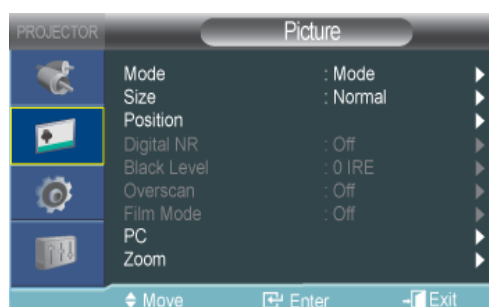 PROJECTOR Picture
Mode : Mode
Size : Normal
Position
Digital NR : Off
Black Level : 0 IRE
Overscan : Off
Film Mode : Off
PC
Zoom
Move Enter Exit